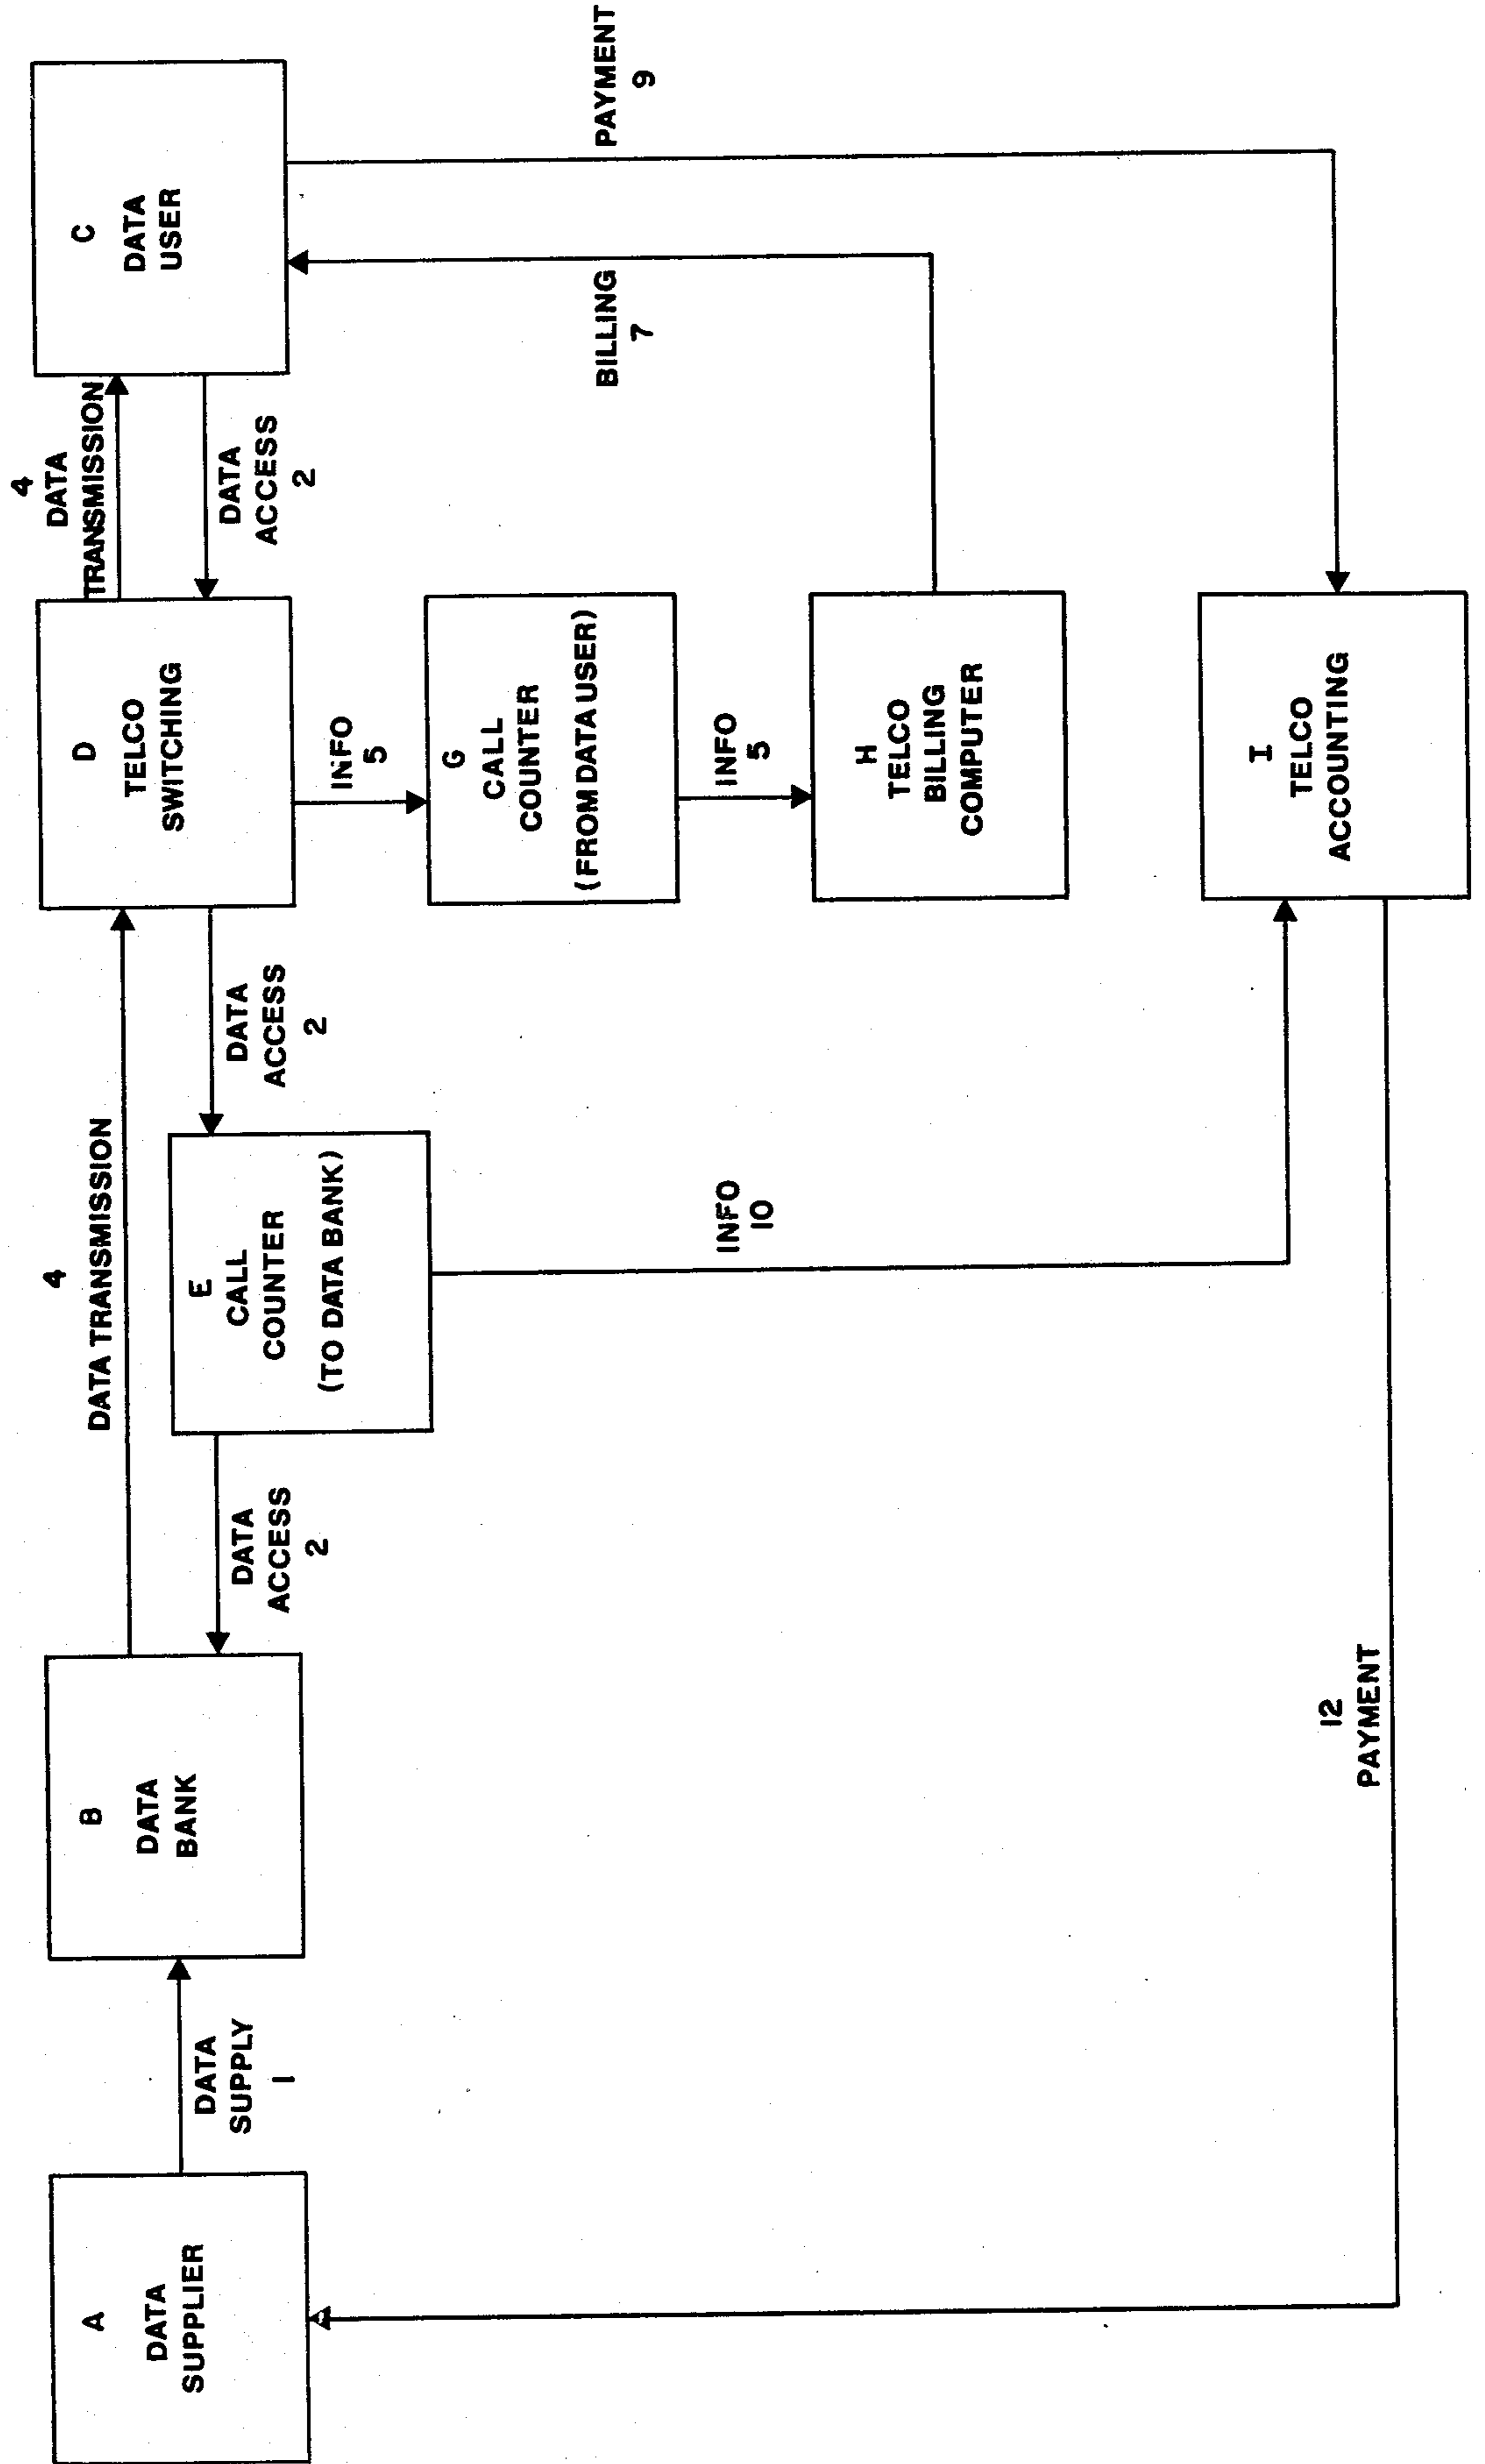 4
DATA TRANSMISSION
4
DATA
TRANSMISSION
A
DATA
SUPPLIER
DATA
SUPPLY
1
B
DATA
BANK
DATA
ACCESS
2
E
CALL
COUNTER
(TO DATA BANK)
DATA
ACCESS
2
D
TELCO
SWITCHING
DATA
ACCESS
2
C
DATA
USER
INFO
5
G
CALL
COUNTER
(FROM DATA USER)
INFO
5
H
TELCO
BILLING
COMPUTER
BILLING
7
PAYMENT
9
INFO
10
I
TELCO
ACCOUNTING
12
PAYMENT